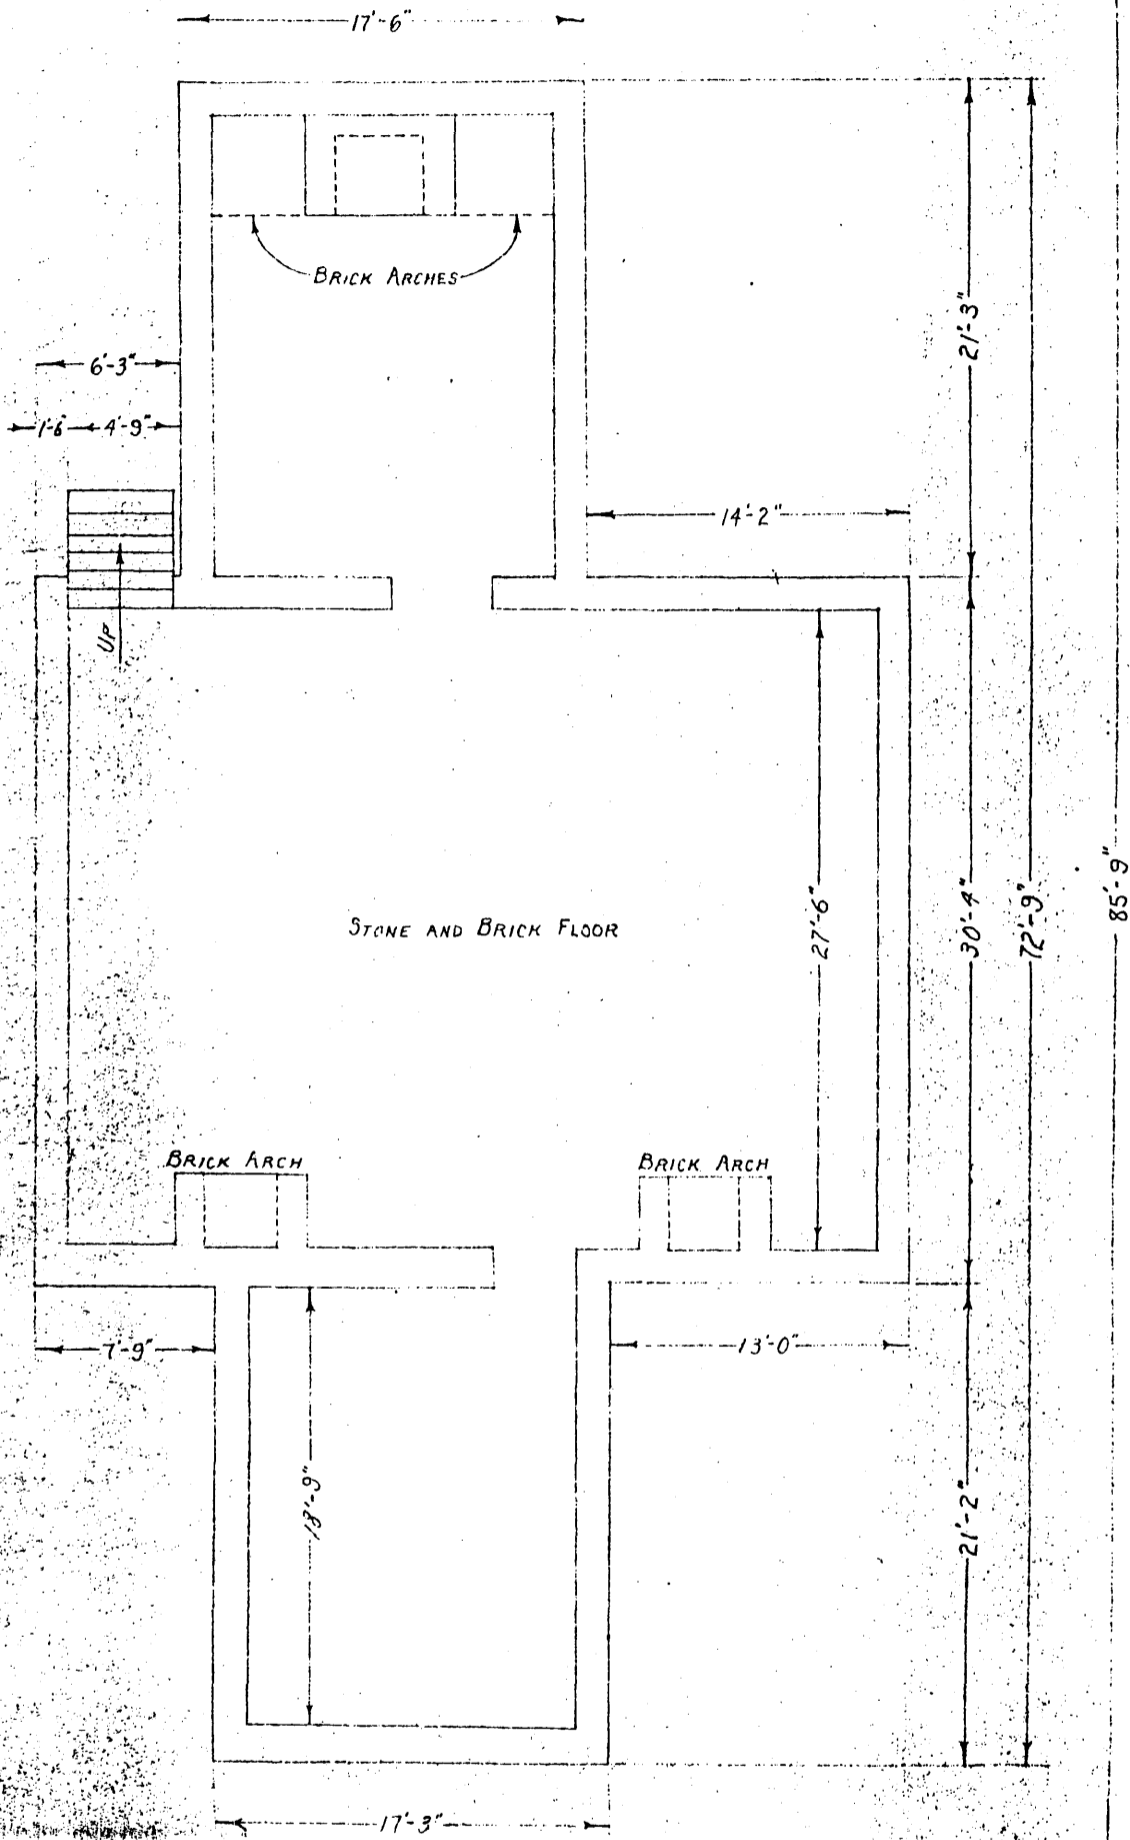 17'-6"
BRICK ARCHES
6'-3"
1'-6 4'-9"
21'-3"
14'-2"
UP
STONE AND BRICK FLOOR
27'-6"
30'-4"
72'-9"
85'-9"
BRICK ARCH
BRICK ARCH
7'-9"
13'-0"
18'-9"
21'-2"
17'-3"